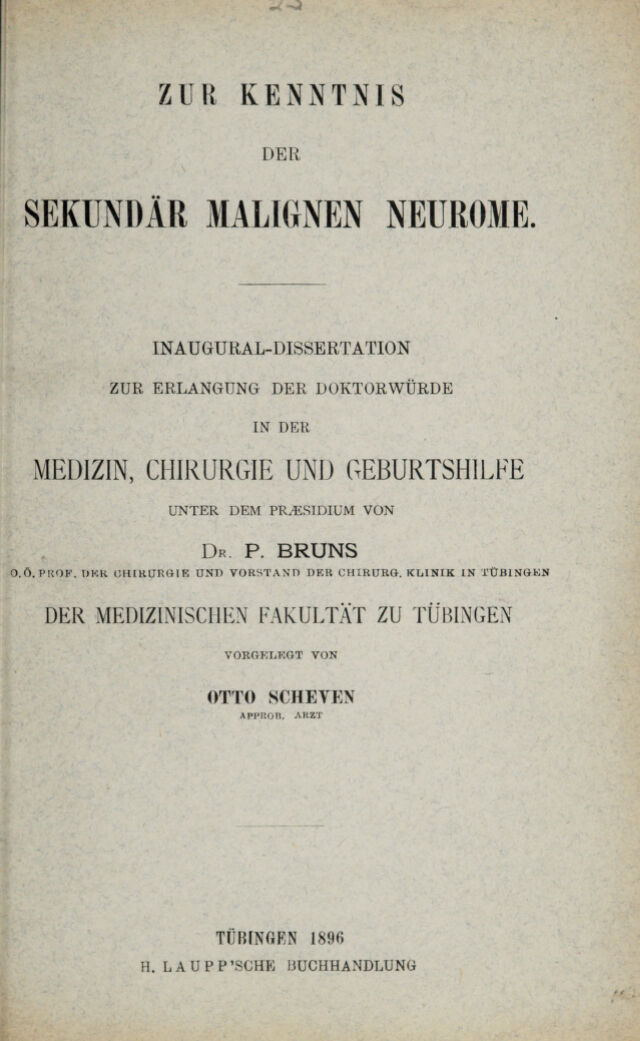 23
ZUR KENNTNIS
DER
SEKUNDÄR MALIGNEN NEUROME.
INAUGURAL-DISSERTATION
ZUR ERLANGUNG DER DOKTORWÜRDE
IN DER
MEDIZIN, CHIRURGIE UND GEBURTSHILFE
UNTER DEM PRÆSIDIUM VON
DR. P. BRUNS
O.Ö. PROF. DER CHIRURGIE UND VORSTAND DER CHIRURG. KLINIK IN TÜBINGEN
DER MEDIZINISCHEN FAKULTÄT ZU TÜBINGEN
VORGELEGT VON
OTTO SCHEVEN
APPROB. ARZT
TÜBINGEN 1896
H. LAUPP'SCHE BUCHHANDLUNG